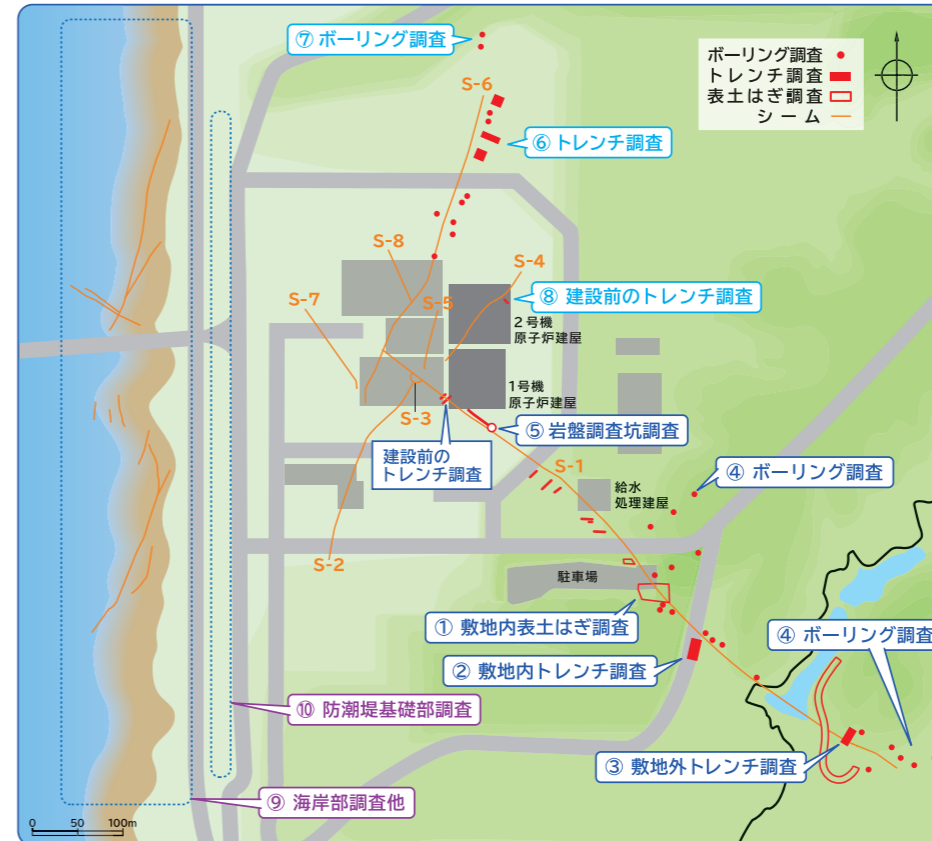 ⑦ ボーリング調査
ボーリング調査
トレンチ調査
表土はぎ調査
シーム
S-6
⑥ トレンチ調査
S-8
S-4
S-7
S-5
⑧ 建設前のトレンチ調査
2号機
原子炉建屋
1号機
原子炉建屋
S-3
⑤ 岩盤調査坑調査
建設前の
トレンチ調査
S-1
④ ボーリング調査
給水
処理建屋
S-2
駐車場
① 敷地内表土はぎ調査
④ ボーリング調査
② 敷地内トレンチ調査
⑩ 防潮堤基礎部調査
③ 敷地外トレンチ調査
⑨ 海岸部調査他
0 50 100m